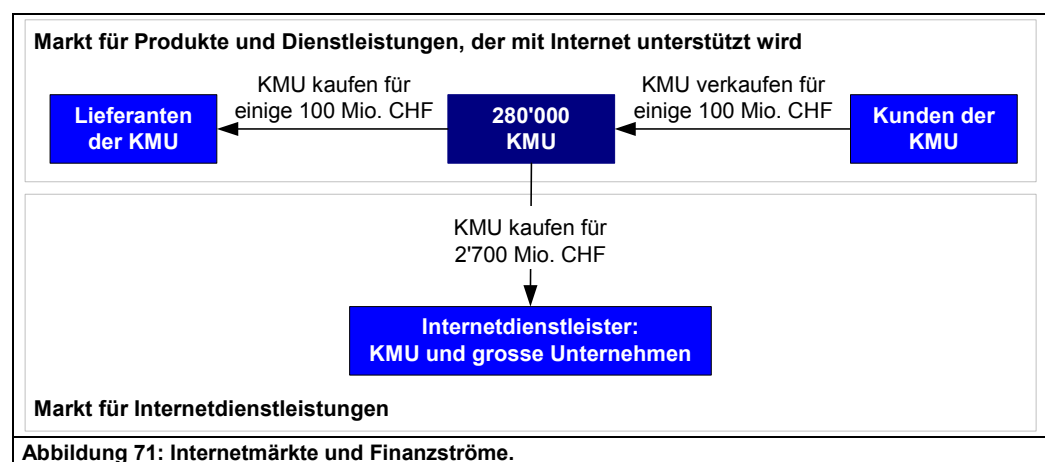 Markt für Produkte und Dienstleistungen, der mit Internet unterstützt wird
KMU kaufen für
einige 100 Mio. CHF
KMU verkaufen für
einige 100 Mio. CHF
Lieferanten
der KMU
280'000
KMU
Kunden der
KMU
KMU kaufen für
2'700 Mio. CHF
Internetdienstleister:
KMU und grosse Unternehmen
Markt für Internetdienstleistungen
Abbildung 71: Internetmärkte und Finanzströme.